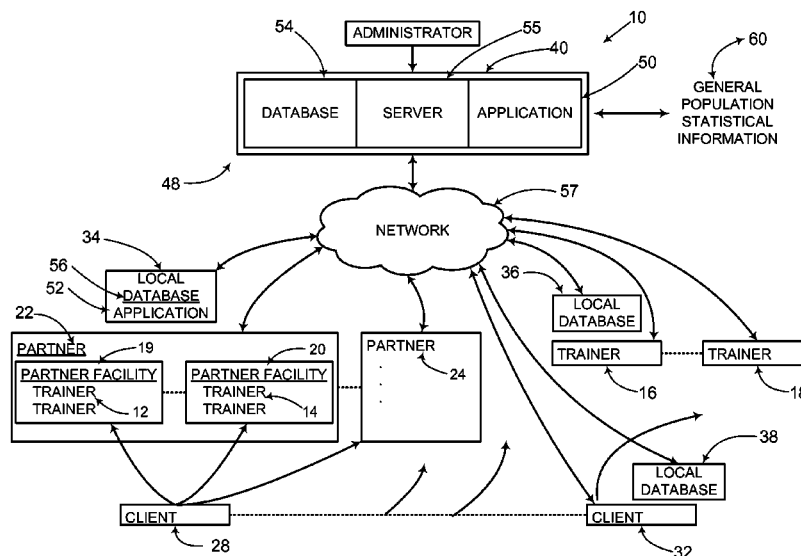 54
55
ADMINISTRATOR
40
10
50
60
DATABASE
SERVER
APPLICATION
GENERAL
POPULATION
STATISTICAL
INFORMATION
48
57
NETWORK
34
LOCAL
56
DATABASE
52
APPLICATION
36
LOCAL
DATABASE
22
PARTNER
19
20
PARTNER FACILITY
TRAINER
TRAINER
12
PARTNER FACILITY
TRAINER
TRAINER
14
PARTNER
24
TRAINER
16
TRAINER
18
38
LOCAL
DATABASE
CLIENT
28
CLIENT
32